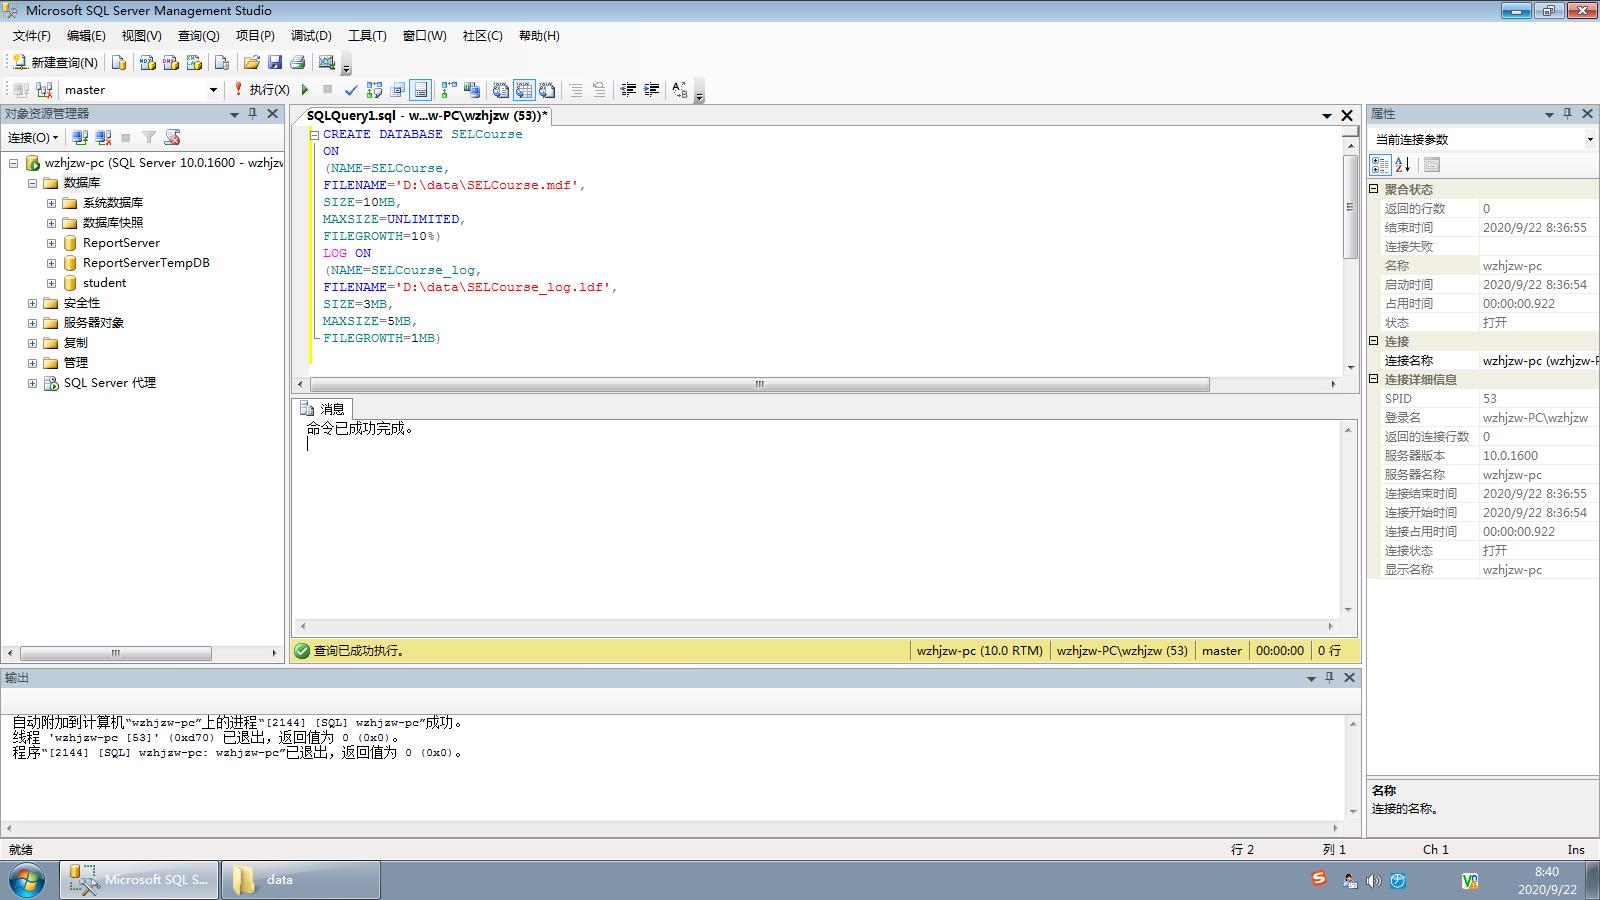 Microsoft SQL Server Management Studio
文件(F) 编辑(E) 视图(V) 查询(Q) 项目(P) 调试(D) 工具(T) 窗口(W) 社区(C) 帮助(H)
新建查询(N)
master 执行(X)
对象资源管理器
连接(O)
wzhjzw-pc (SQL Server 10.0.1600 - wzhjzw
数据库
系统数据库
数据库快照
ReportServer
ReportServerTempDB
student
安全性
服务器对象
复制
管理
SQL Server 代理
SQLQuery1.sql - w...w-PC\wzhjzw (53))*
CREATE DATABASE SELCourse
ON
(NAME=SELCourse,
FILENAME='D:\data\SELCourse.mdf',
SIZE=10MB,
MAXSIZE=UNLIMITED,
FILEGROWTH=10%)
LOG ON
(NAME=SELCourse_log,
FILENAME='D:\data\SELCourse_log.ldf',
SIZE=3MB,
MAXSIZE=5MB,
FILEGROWTH=1MB)
消息
命令已成功完成。
查询已成功执行。 wzhjzw-pc (10.0 RTM) wzhjzw-PC\wzhjzw (53) master 00:00:00 0 行
属性
当前连接参数
聚合状态
返回的行数 0
结束时间 2020/9/22 8:36:55
连接失败
名称 wzhjzw-pc
启动时间 2020/9/22 8:36:54
占用时间 00:00:00.922
状态 打开
连接
连接名称 wzhjzw-pc (wzhjzw-P
连接详细信息
SPID 53
登录名 wzhjzw-PC\wzhjzw
返回的连接行数 0
服务器版本 10.0.1600
服务器名称 wzhjzw-pc
连接结束时间 2020/9/22 8:36:55
连接开始时间 2020/9/22 8:36:54
连接占用时间 00:00:00.922
连接状态 打开
显示名称 wzhjzw-pc
名称
连接的名称。
输出
自动附加到计算机“wzhjzw-pc”上的进程“[2144] [SQL] wzhjzw-pc”成功。
线程 'wzhjzw-pc [53]' (0xd70) 已退出，返回值为 0 (0x0)。
程序“[2144] [SQL] wzhjzw-pc: wzhjzw-pc”已退出，返回值为 0 (0x0)。
就绪 行 2 列 1 Ch 1 Ins
Microsoft SQL S... data
8:40
2020/9/22